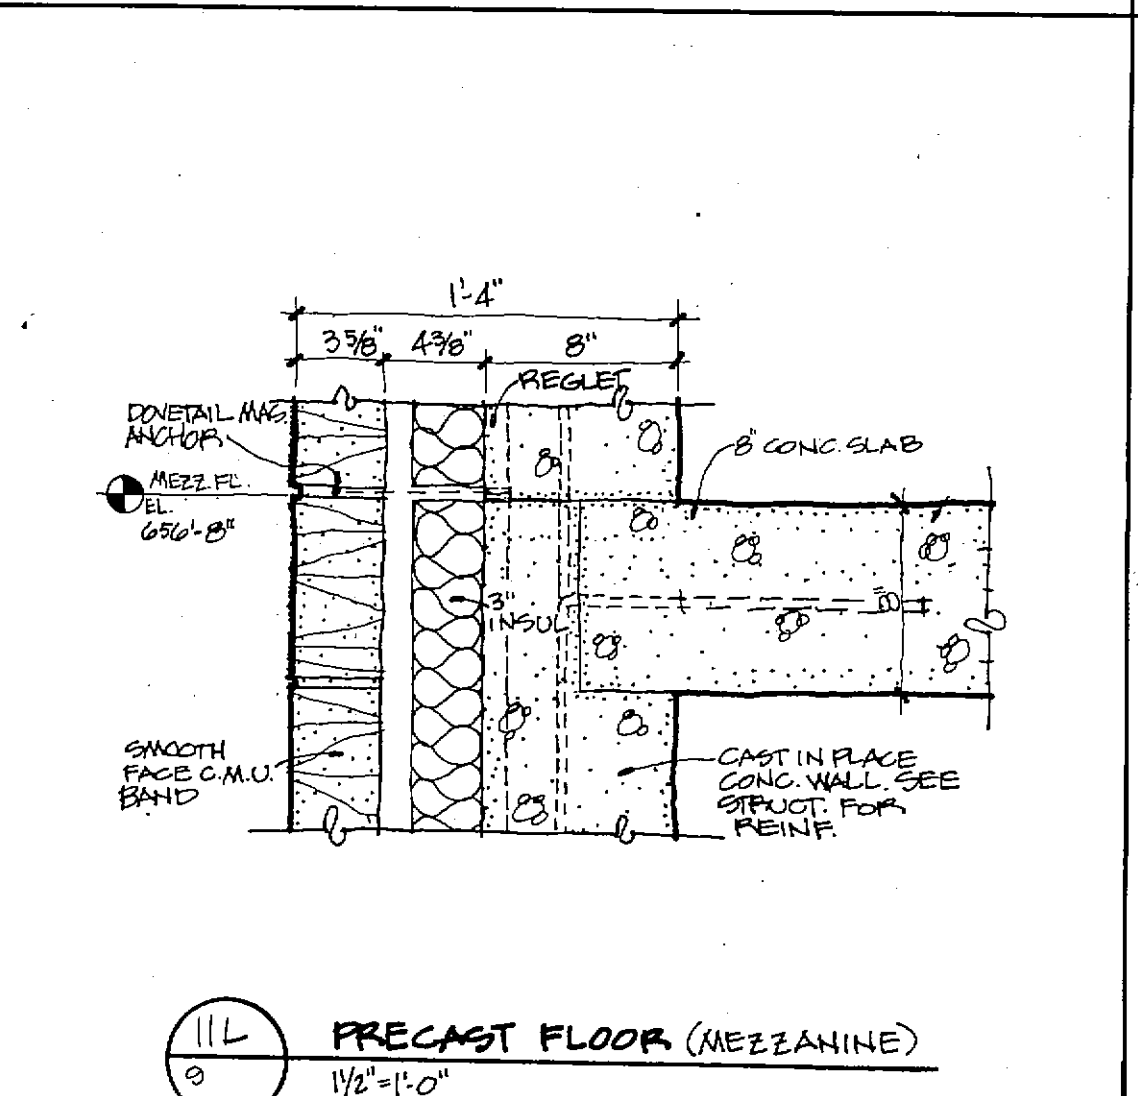 1'-4"
3 5/8" 4 3/8" 8"
REGLET
DOVETAIL MAS.
ANCHOR
8" CONC. SLAB
MEZZ. FL.
EL.
656'-8"
8"
3"
INSUL
SMOOTH
FACE C.M.U.
BAND
CAST IN PLACE
CONC. WALL. SEE
STRUCT. FOR
REINF.
11L
9
PRECAST FLOOR (MEZZANINE)
1 1/2"=1'-0"